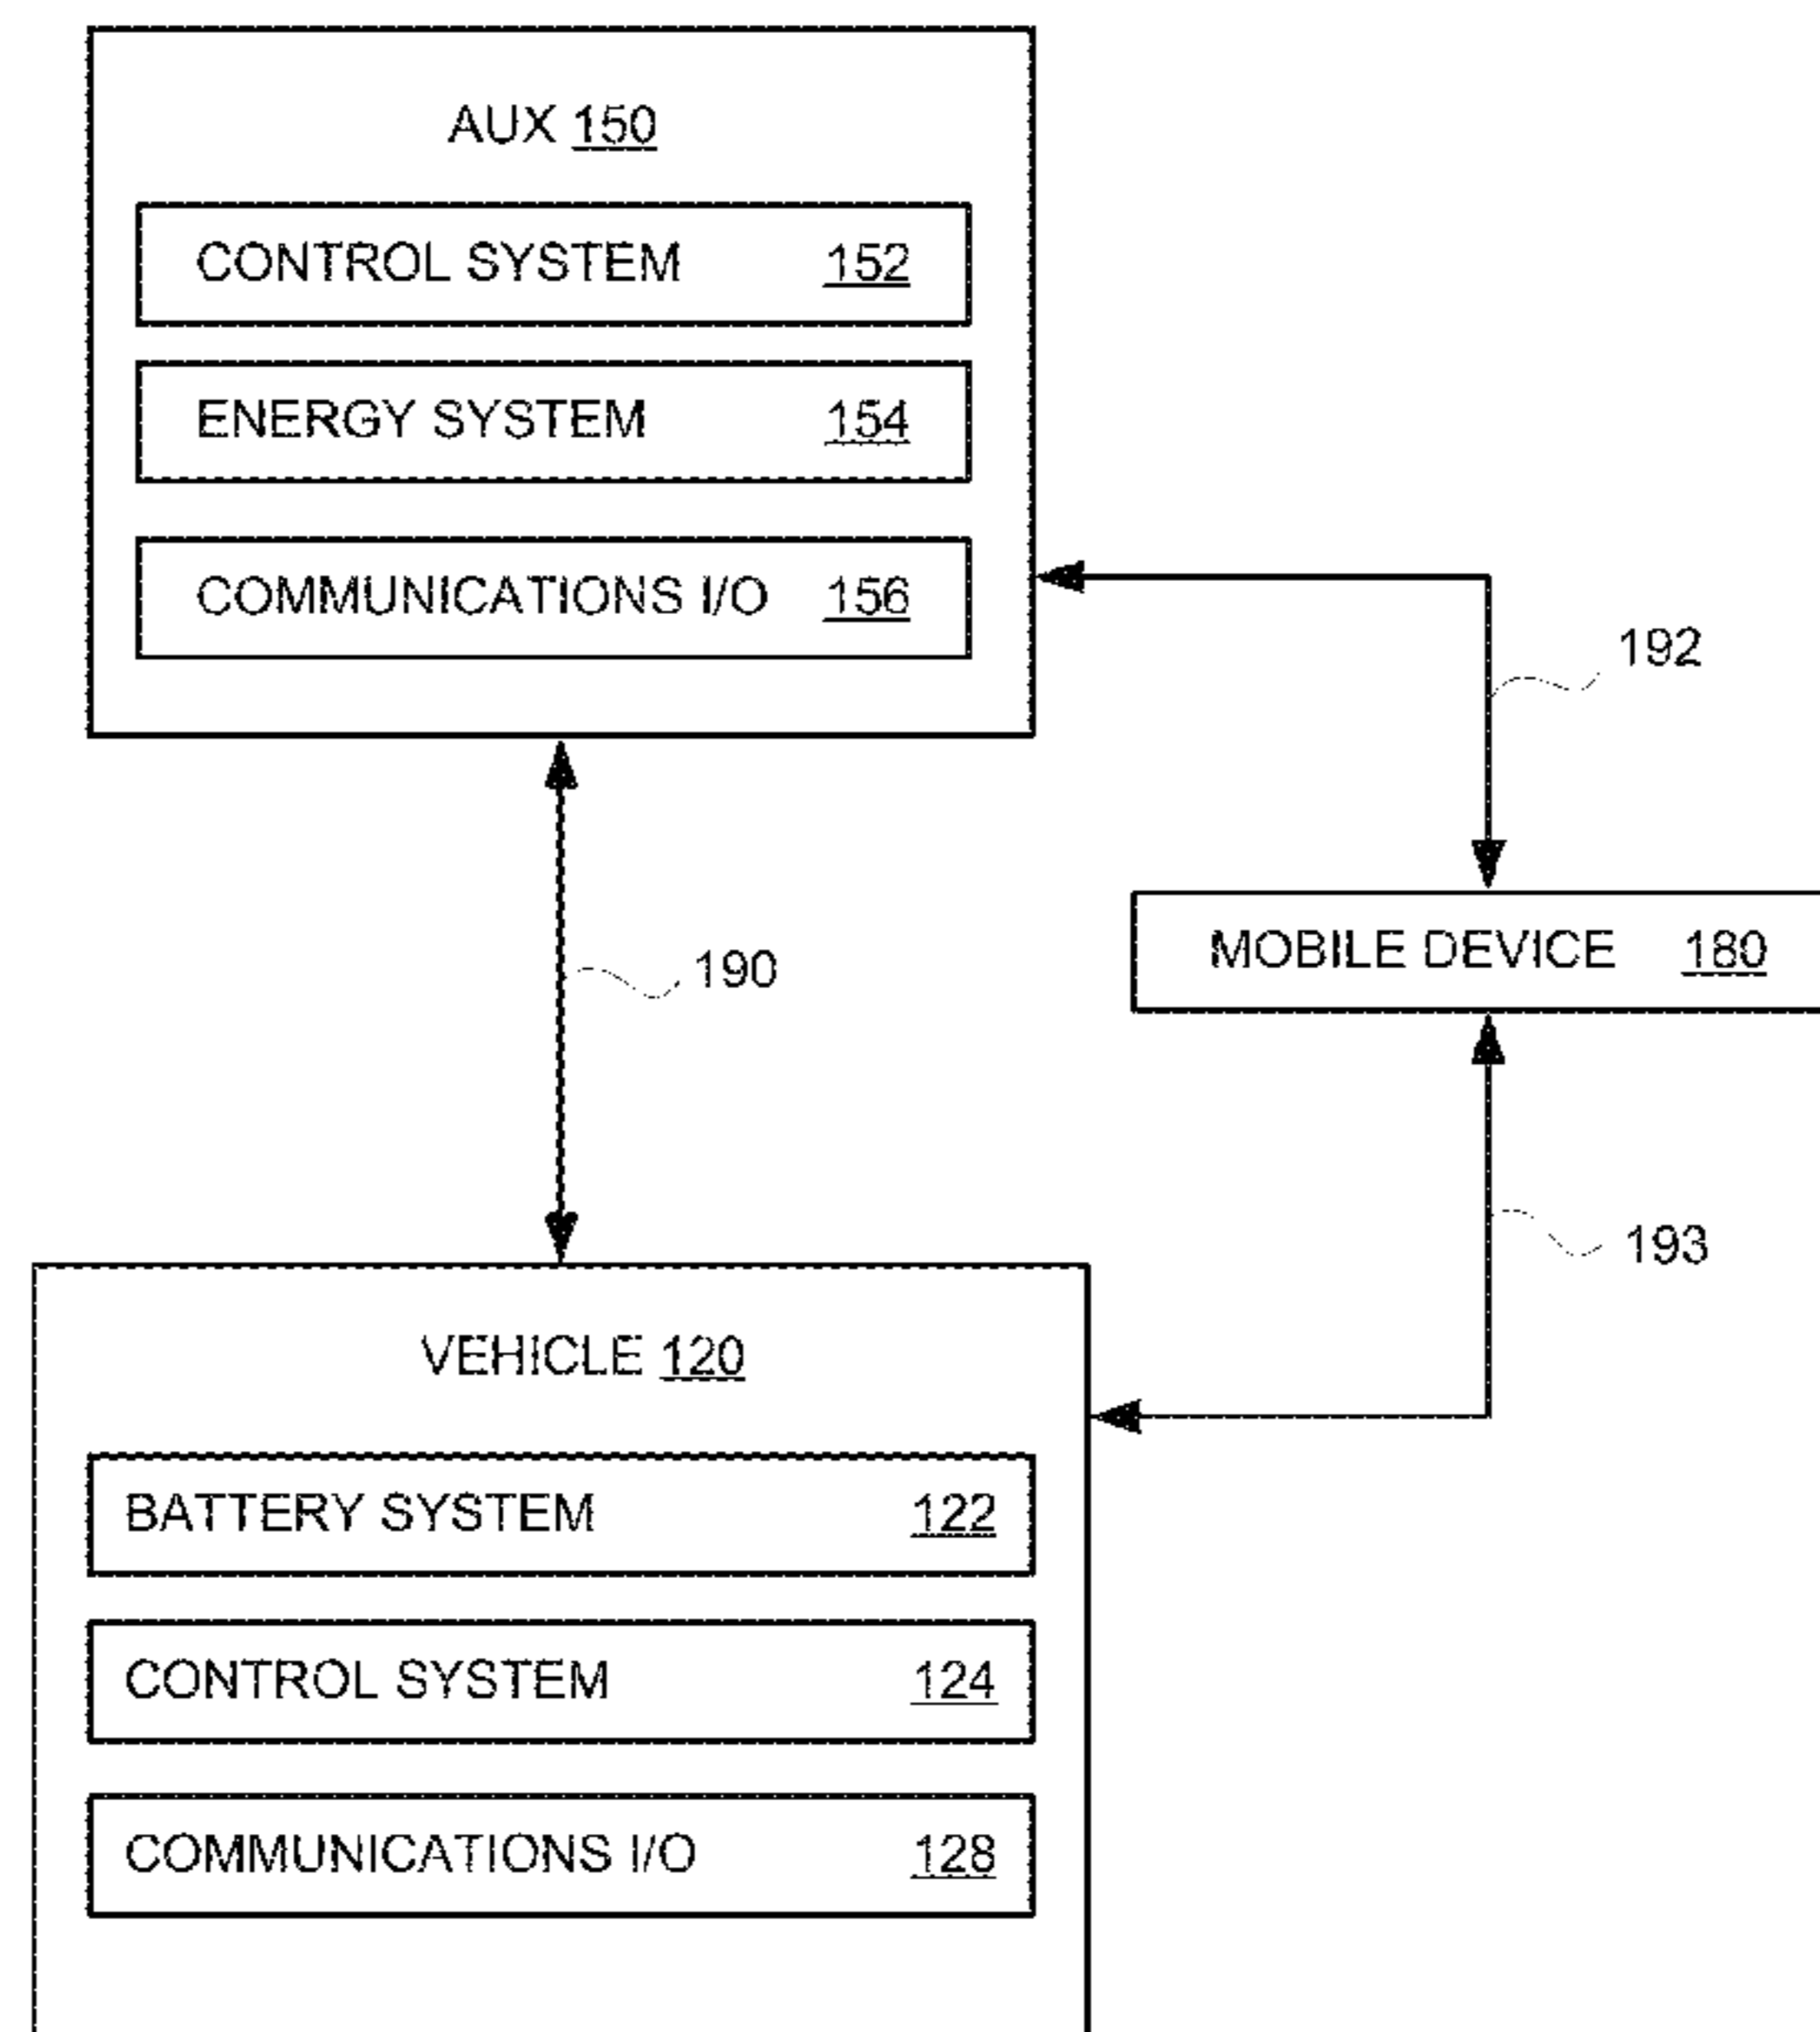 AUX 150
CONTROL SYSTEM 152
ENERGY SYSTEM 154
COMMUNICATIONS I/O 156
192
MOBILE DEVICE 180
190
193
VEHICLE 120
BATTERY SYSTEM 122
CONTROL SYSTEM 124
COMMUNICATIONS I/O 128